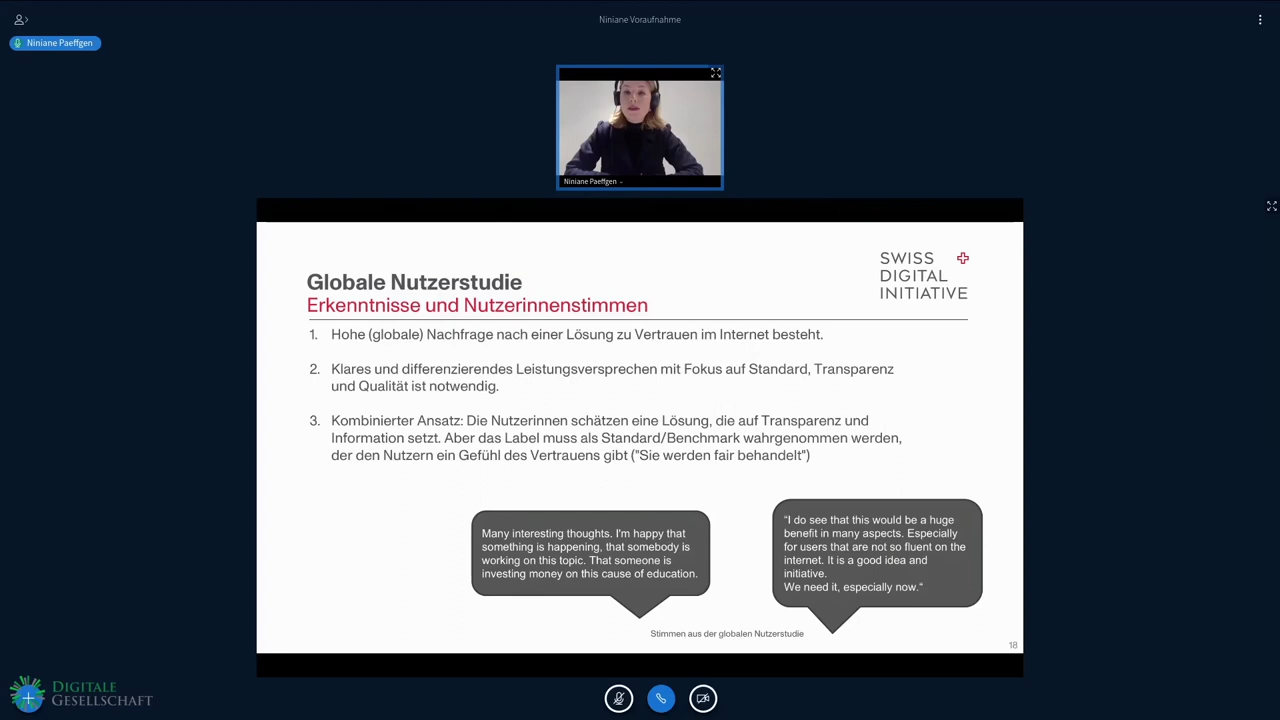 Niniane Voraufnahme
Niniane Paeffgen
Niniane Paeffgen
SWISS
DIGITAL
INITIATIVE
Globale Nutzerstudie
Erkenntnisse und Nutzerinnenstimmen
1. Hohe (globale) Nachfrage nach einer Lösung zu Vertrauen im Internet besteht.
2. Klares und differenzierendes Leistungsversprechen mit Fokus auf Standard, Transparenz
und Qualität ist notwendig.
3. Kombinierter Ansatz: Die Nutzerinnen schätzen eine Lösung, die auf Transparenz und
Information setzt. Aber das Label muss als Standard/Benchmark wahrgenommen werden,
der den Nutzern ein Gefühl des Vertrauens gibt ("Sie werden fair behandelt")
Many interesting thoughts. I'm happy that
something is happening, that somebody is
working on this topic. That someone is
investing money on this cause of education.
“I do see that this would be a huge
benefit in many aspects. Especially
for users that are not so fluent on the
internet. It is a good idea and
initiative.
We need it, especially now.“
Stimmen aus der globalen Nutzerstudie
18
DIGITALE
GESELLSCHAFT